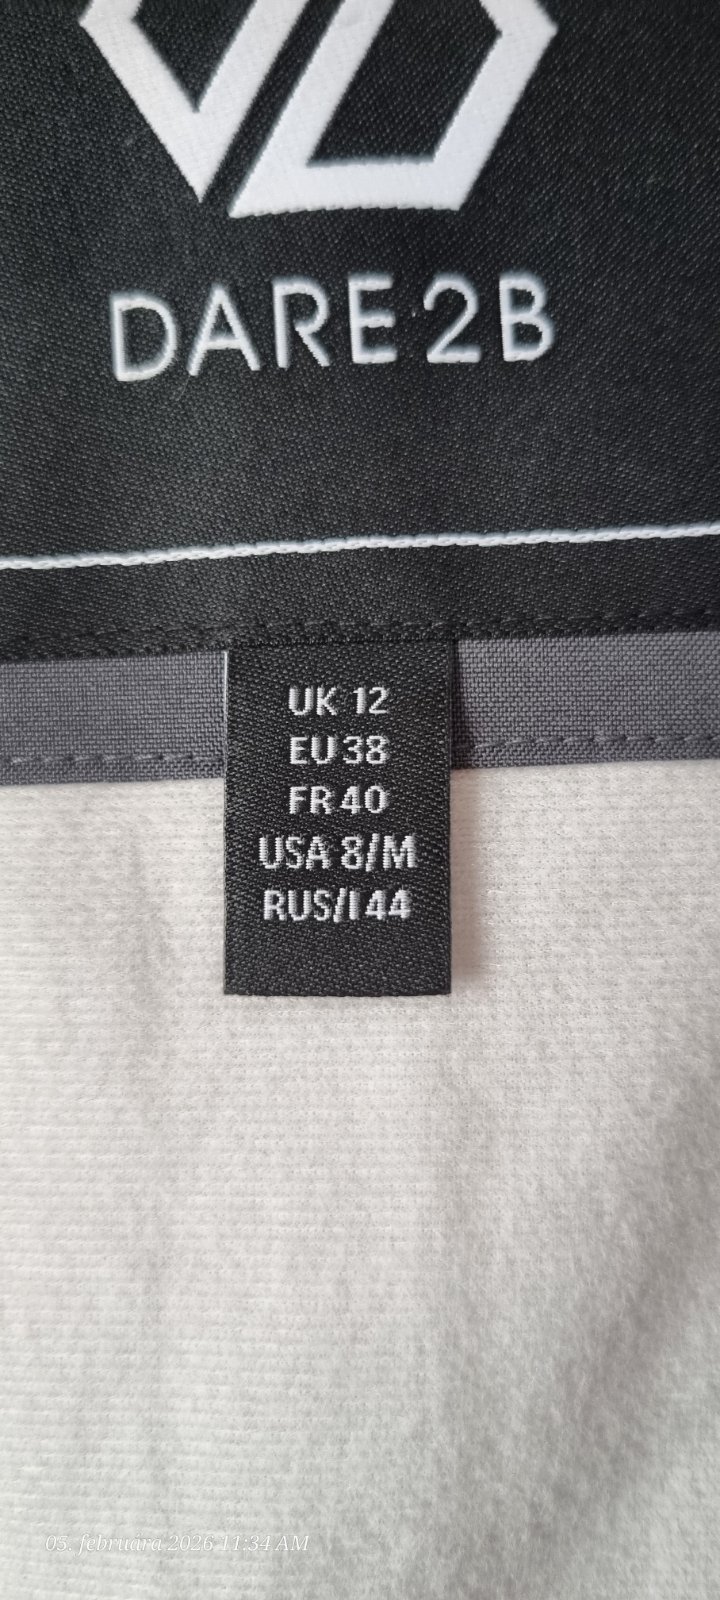 DARE2B
UK 12
EU 38
FR 40
USA 8/M
RUS/I 44
05. februára 2026 11:34 AM